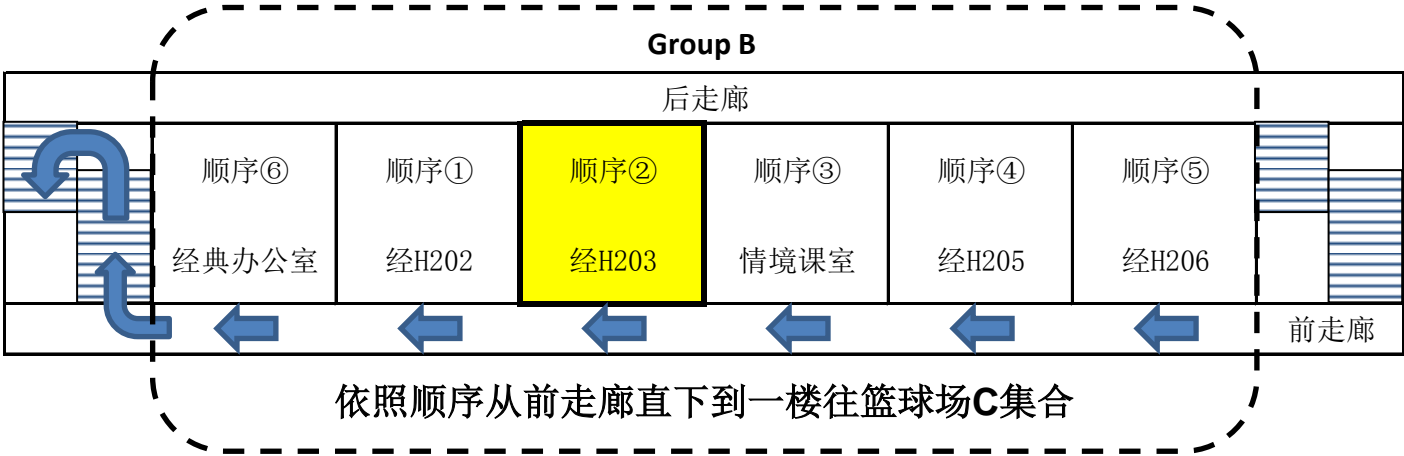 Group B
后走廊
顺序⑥
经典办公室
顺序①
经H202
顺序②
经H203
顺序③
情境课室
顺序④
经H205
顺序⑤
经H206
前走廊
依照顺序从前走廊直下到一楼往篮球场C集合